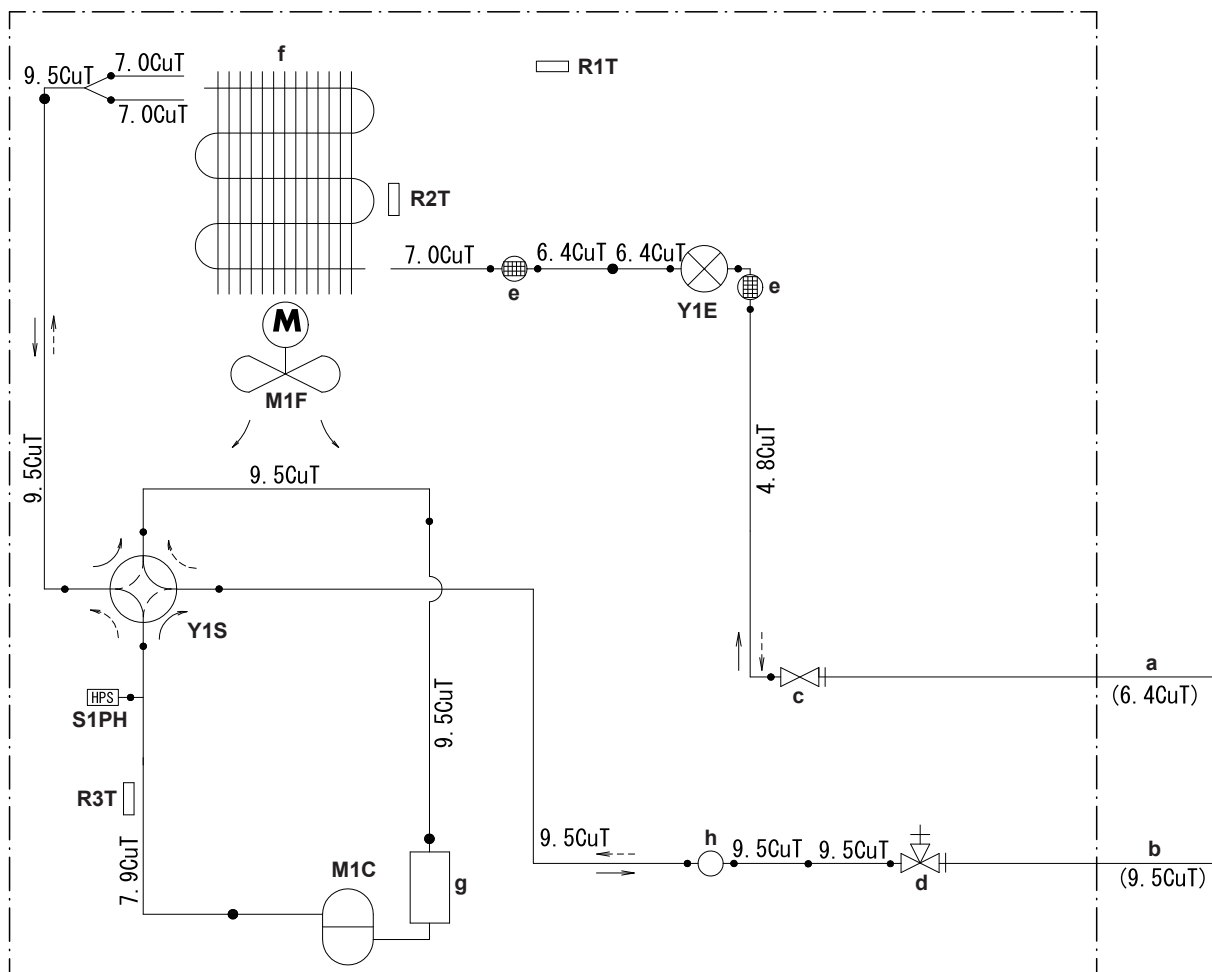 f
7.0CuT
9.5CuT
7.0CuT
R1T
R2T
7.0CuT
6.4CuT
6.4CuT
e
Y1E
e
M
M1F
9.5CuT
9.5CuT
4.8CuT
Y1S
HPS
S1PH
9.5CuT
c
a
(6.4CuT)
R3T
7.9CuT
M1C
g
9.5CuT
h
9.5CuT
9.5CuT
d
b
(9.5CuT)